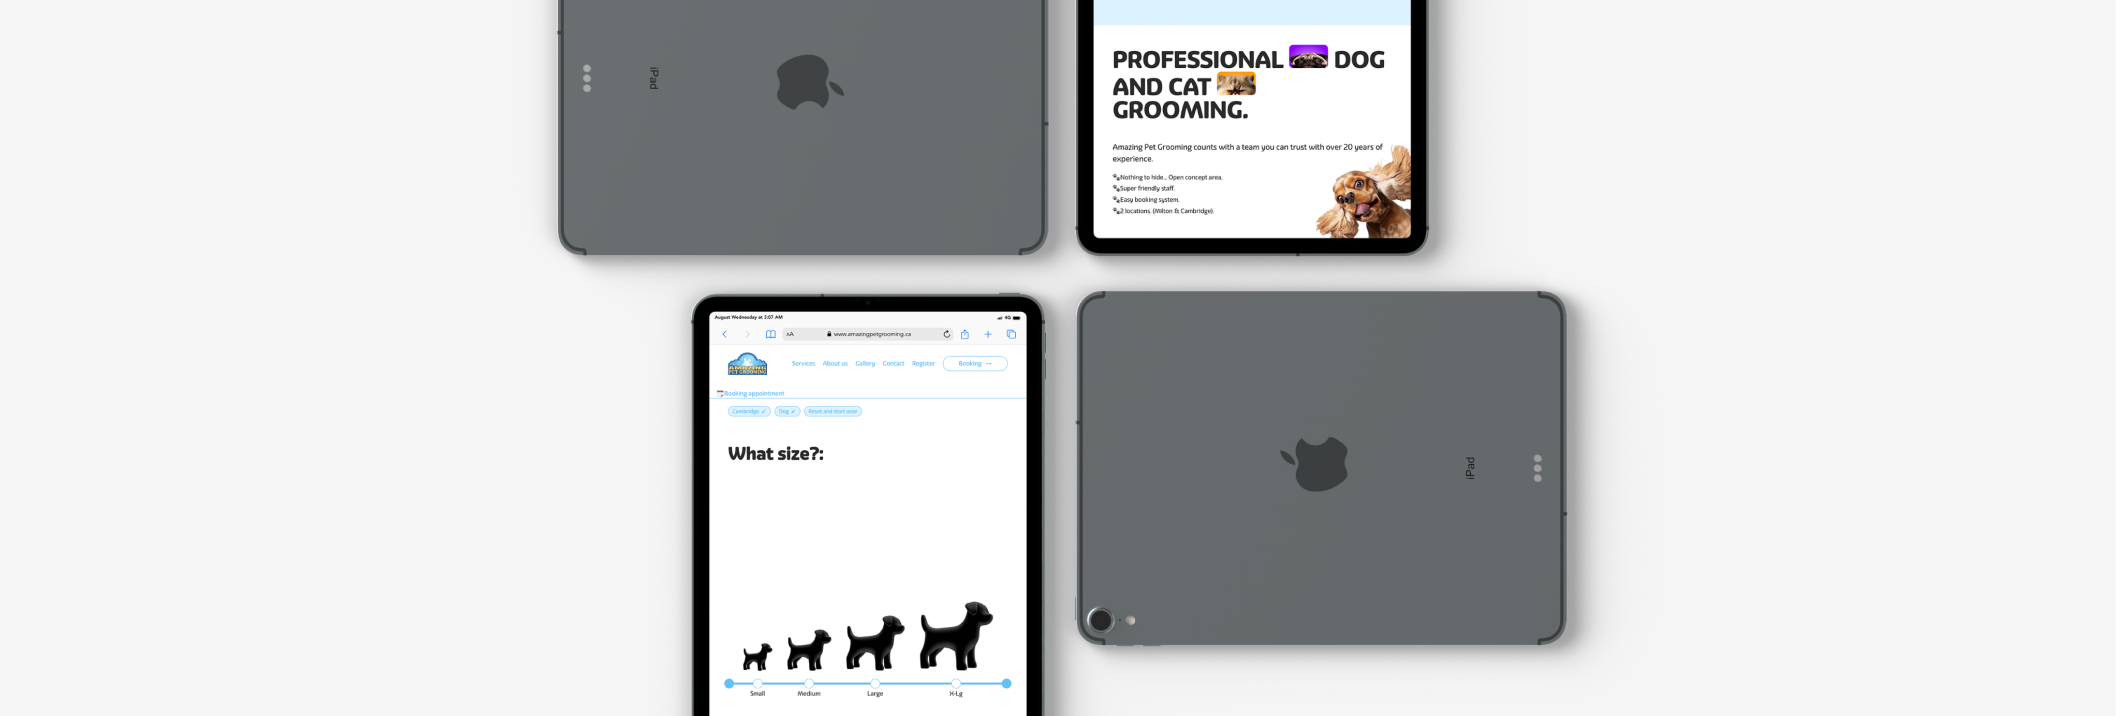 iPad
PROFESSIONAL DOG
AND CAT
GROOMING.
Amazing Pet Grooming counts with a team you can trust with over 20 years of
experience.
Nothing to hide... Open concept area.
Super friendly staff.
Easy booking system.
2 locations. (Milton & Cambridge).
August Wednesday at 3:07 AM
4G
AA www.amazingpetgrooming.ca
AMAZING
PET GROOMING
Services About us Gallery Contact Register Booking →
Booking appointment
Cambridge ✓ Dog ✓ Reset and start over
What size?:
Small Medium Large X-Lg
iPad